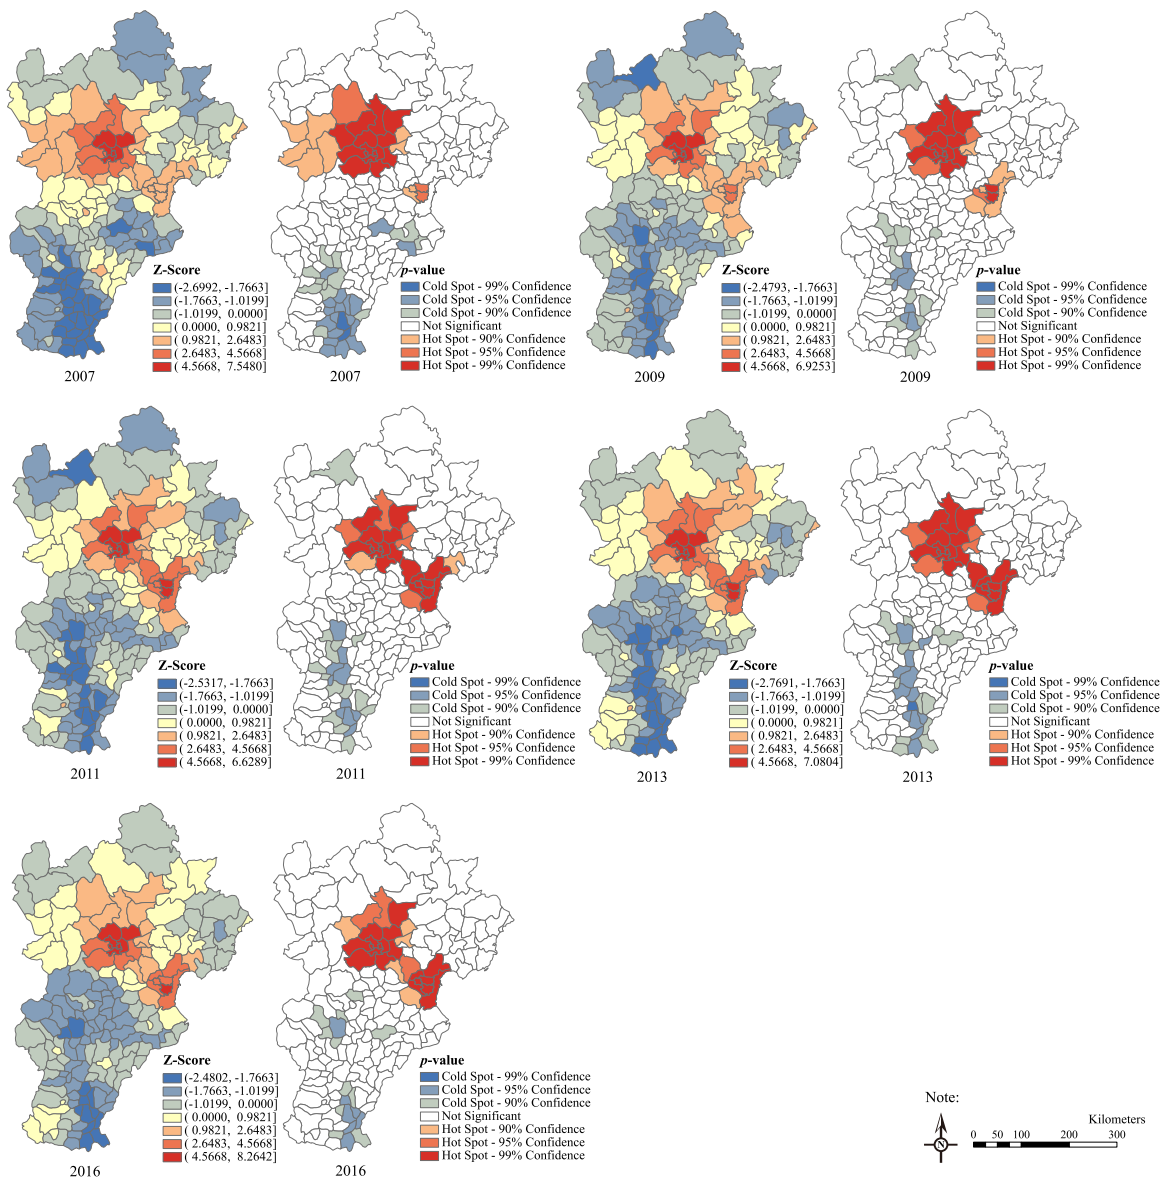 Z-Score
(-2.6992, -1.7663]
(-1.7663, -1.0199]
(-1.0199, 0.0000]
( 0.0000, 0.9821]
( 0.9821, 2.6483]
( 2.6483, 4.5668]
( 4.5668, 7.5480]
2007
p-value
Cold Spot - 99% Confidence
Cold Spot - 95% Confidence
Cold Spot - 90% Confidence
Not Significant
Hot Spot - 90% Confidence
Hot Spot - 95% Confidence
Hot Spot - 99% Confidence
2007
Z-Score
(-2.4793, -1.7663]
(-1.7663, -1.0199]
(-1.0199, 0.0000]
( 0.0000, 0.9821]
( 0.9821, 2.6483]
( 2.6483, 4.5668]
( 4.5668, 6.9253]
2009
p-value
Cold Spot - 99% Confidence
Cold Spot - 95% Confidence
Cold Spot - 90% Confidence
Not Significant
Hot Spot - 90% Confidence
Hot Spot - 95% Confidence
Hot Spot - 99% Confidence
2009
Z-Score
(-2.5317, -1.7663]
(-1.7663, -1.0199]
(-1.0199, 0.0000]
( 0.0000, 0.9821]
( 0.9821, 2.6483]
( 2.6483, 4.5668]
( 4.5668, 6.6289]
2011
p-value
Cold Spot - 99% Confidence
Cold Spot - 95% Confidence
Cold Spot - 90% Confidence
Not Significant
Hot Spot - 90% Confidence
Hot Spot - 95% Confidence
Hot Spot - 99% Confidence
2011
Z-Score
(-2.7691, -1.7663]
(-1.7663, -1.0199]
(-1.0199, 0.0000]
( 0.0000, 0.9821]
( 0.9821, 2.6483]
( 2.6483, 4.5668]
( 4.5668, 7.0804]
2013
p-value
Cold Spot - 99% Confidence
Cold Spot - 95% Confidence
Cold Spot - 90% Confidence
Not Significant
Hot Spot - 90% Confidence
Hot Spot - 95% Confidence
Hot Spot - 99% Confidence
2013
Z-Score
(-2.4802, -1.7663]
(-1.7663, -1.0199]
(-1.0199, 0.0000]
( 0.0000, 0.9821]
( 0.9821, 2.6483]
( 2.6483, 4.5668]
( 4.5668, 8.2642]
2016
p-value
Cold Spot - 99% Confidence
Cold Spot - 95% Confidence
Cold Spot - 90% Confidence
Not Significant
Hot Spot - 90% Confidence
Hot Spot - 95% Confidence
Hot Spot - 99% Confidence
2016
Note:
N
Kilometers
0 25 50 100 200 300